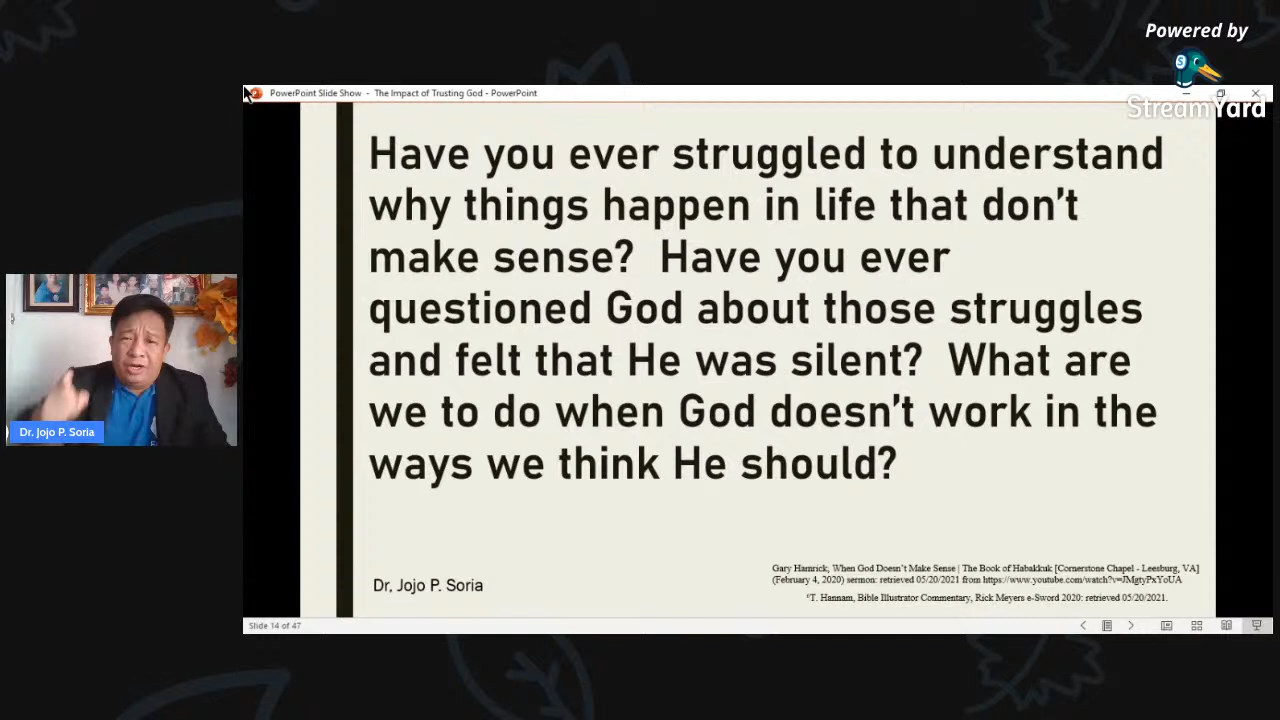 Powered by
StreamYard
PowerPoint Slide Show - The Impact of Trusting God - PowerPoint
Have you ever struggled to understand
why things happen in life that don't
make sense? Have you ever
questioned God about those struggles
and felt that He was silent? What are
we to do when God doesn't work in the
ways we think He should?
Dr. Jojo P. Soria
Gary Hamrick, When God Doesn't Make Sense | The Book of Habakkuk [Cornerstone Chapel - Leesburg, VA]
(February 4, 2020) sermon: retrieved 05/20/2021 from https://www.youtube.com/watch?v=JMgtyPxYoUA
Dr, Jojo P. Soria
⁶T. Hannam, Bible Illustrator Commentary, Rick Meyers e-Sword 2020: retrieved 05/20/2021.
Slide 14 of 47